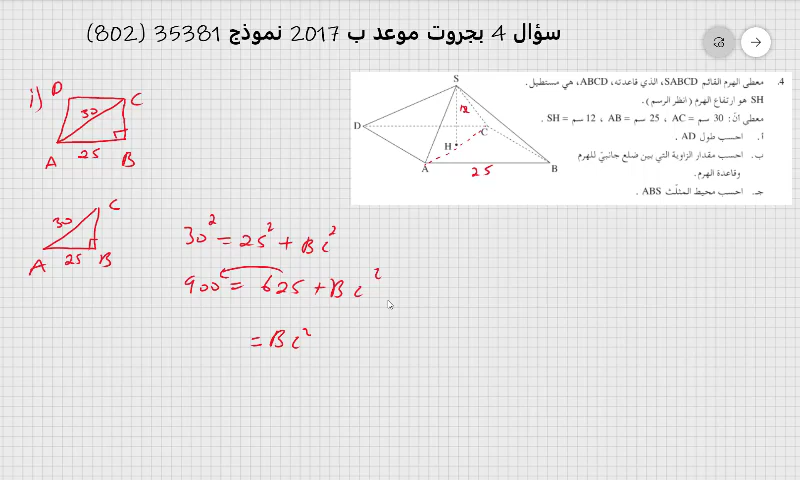 سؤال 4 بجروت موعد ب 2017 نموذج 35381 (802)
4. معطى الهرم القائم SABCD، الذي قاعدته، ABCD، هي مستطيل.
SH هو ارتفاع الهرم (انظر الرسم).
معطى انّ: 30 سم = AC ، 25 سم = AB ، 12 سم = SH .
أ. احسب طول AD .
ب. احسب مقدار الزاوية التي بين ضلع جانبيّ للهرم
وقاعدة الهرم.
جـ. احسب محيط المثلّث ABS .
S
12
D
C
H
A
B
25
i)
D
C
30
A
25
B
C
30
A
25
B
30² = 25² + BC²
900 = 625 + BC²
= BC²